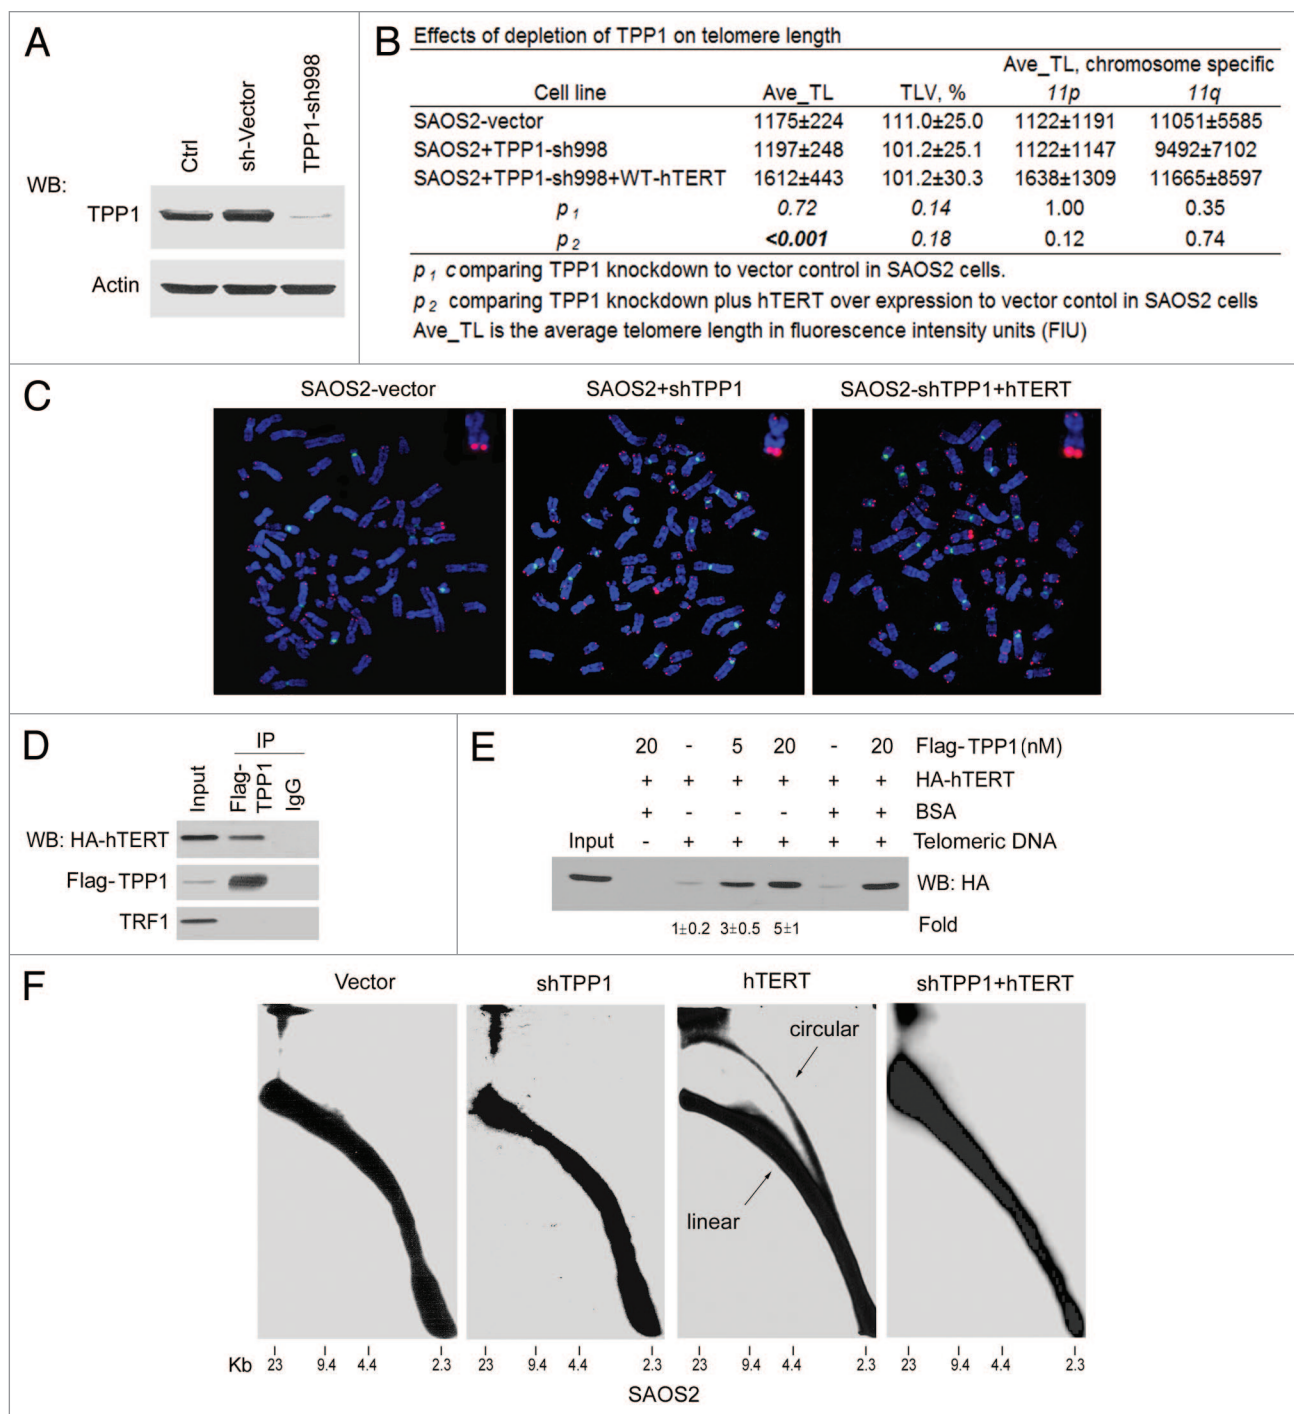 A
Ctrl
sh-Vector
TPP1-sh998
WB:
TPP1
Actin
B
Effects of depletion of TPP1 on telomere length
Ave_TL, chromosome specific
Cell line Ave_TL TLV, % 11p 11q
SAOS2-vector 1175±224 111.0±25.0 1122±1191 11051±5585
SAOS2+TPP1-sh998 1197±248 101.2±25.1 1122±1147 9492±7102
SAOS2+TPP1-sh998+WT-hTERT 1612±443 101.2±30.3 1638±1309 11665±8597
p 1 0.72 0.14 1.00 0.35
p 2 <0.001 0.18 0.12 0.74
p 1 comparing TPP1 knockdown to vector control in SAOS2 cells.
p 2 comparing TPP1 knockdown plus hTERT over expression to vector contol in SAOS2 cells
Ave_TL is the average telomere length in fluorescence intensity units (FIU)
C
SAOS2-vector SAOS2+shTPP1 SAOS2-shTPP1+hTERT
D
IP
Input
Flag-
TPP1
IgG
WB: HA-hTERT
Flag-TPP1
TRF1
E
20 - 5 20 - 20 Flag-TPP1(nM)
+ + + + + + HA-hTERT
+ - - - + + BSA
Input - + + + + + Telomeric DNA
WB: HA
1±0.2 3±0.5 5±1 Fold
F
Vector shTPP1 hTERT shTPP1+hTERT
circular
linear
Kb 23 9.4 4.4 2.3 23 9.4 4.4 2.3 23 9.4 4.4 2.3 23 9.4 4.4 2.3
SAOS2